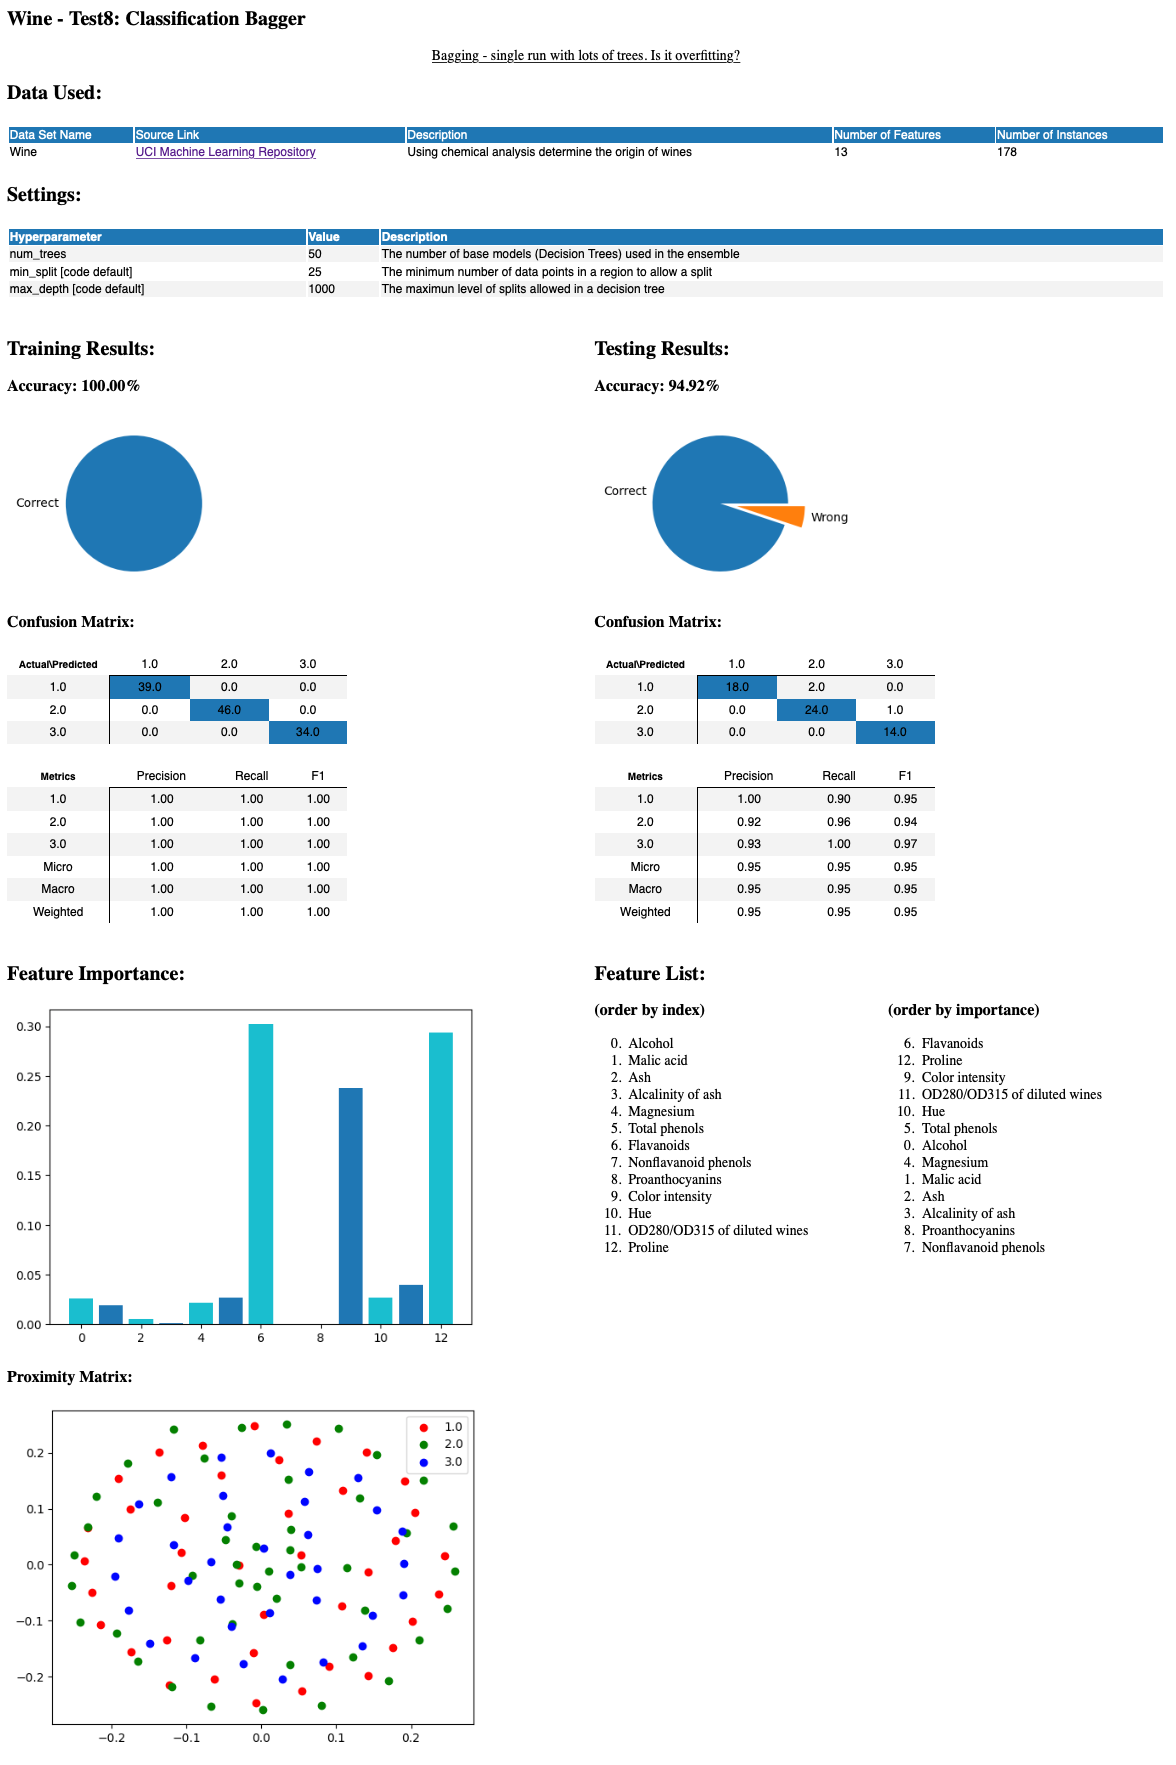 Wine - Test8: Classification Bagger
Bagging - single run with lots of trees. Is it overfitting?
Data Used:
Data Set Name Source Link Description Number of Features Number of Instances
Wine UCI Machine Learning Repository Using chemical analysis determine the origin of wines 13 178
Settings:
Hyperparameter Value Description
num_trees 50 The number of base models (Decision Trees) used in the ensemble
min_split [code default] 25 The minimum number of data points in a region to allow a split
max_depth [code default] 1000 The maximun level of splits allowed in a decision tree
Training Results:
Accuracy: 100.00%
Correct
Confusion Matrix:
Actual\Predicted 1.0 2.0 3.0
1.0 39.0 0.0 0.0
2.0 0.0 46.0 0.0
3.0 0.0 0.0 34.0
Metrics Precision Recall F1
1.0 1.00 1.00 1.00
2.0 1.00 1.00 1.00
3.0 1.00 1.00 1.00
Micro 1.00 1.00 1.00
Macro 1.00 1.00 1.00
Weighted 1.00 1.00 1.00
Testing Results:
Accuracy: 94.92%
Correct
Wrong
Confusion Matrix:
Actual\Predicted 1.0 2.0 3.0
1.0 18.0 2.0 0.0
2.0 0.0 24.0 1.0
3.0 0.0 0.0 14.0
Metrics Precision Recall F1
1.0 1.00 0.90 0.95
2.0 0.92 0.96 0.94
3.0 0.93 1.00 0.97
Micro 0.95 0.95 0.95
Macro 0.95 0.95 0.95
Weighted 0.95 0.95 0.95
Feature Importance:
0.30
0.25
0.20
0.15
0.10
0.05
0.00
0 2 4 6 8 10 12
Feature List:
(order by index)
0. Alcohol
1. Malic acid
2. Ash
3. Alcalinity of ash
4. Magnesium
5. Total phenols
6. Flavanoids
7. Nonflavanoid phenols
8. Proanthocyanins
9. Color intensity
10. Hue
11. OD280/OD315 of diluted wines
12. Proline
(order by importance)
6. Flavanoids
12. Proline
9. Color intensity
11. OD280/OD315 of diluted wines
10. Hue
5. Total phenols
0. Alcohol
4. Magnesium
1. Malic acid
2. Ash
3. Alcalinity of ash
8. Proanthocyanins
7. Nonflavanoid phenols
Proximity Matrix:
1.0
2.0
3.0
0.2
0.1
0.0
−0.1
−0.2
−0.2 −0.1 0.0 0.1 0.2